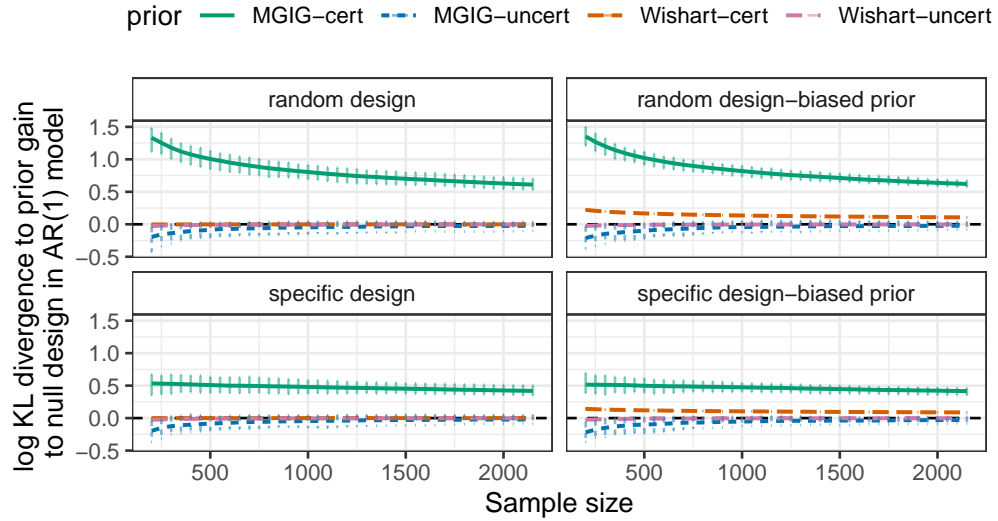 prior MGIG−cert MGIG−uncert Wishart−cert Wishart−uncert
random design
random design−biased prior
1.5
1.0
0.5
0.0
−0.5
specific design
specific design−biased prior
1.5
1.0
0.5
0.0
−0.5
500 1000 1500 2000
500 1000 1500 2000
Sample size
log KL divergence to prior gain
to null design in AR(1) model